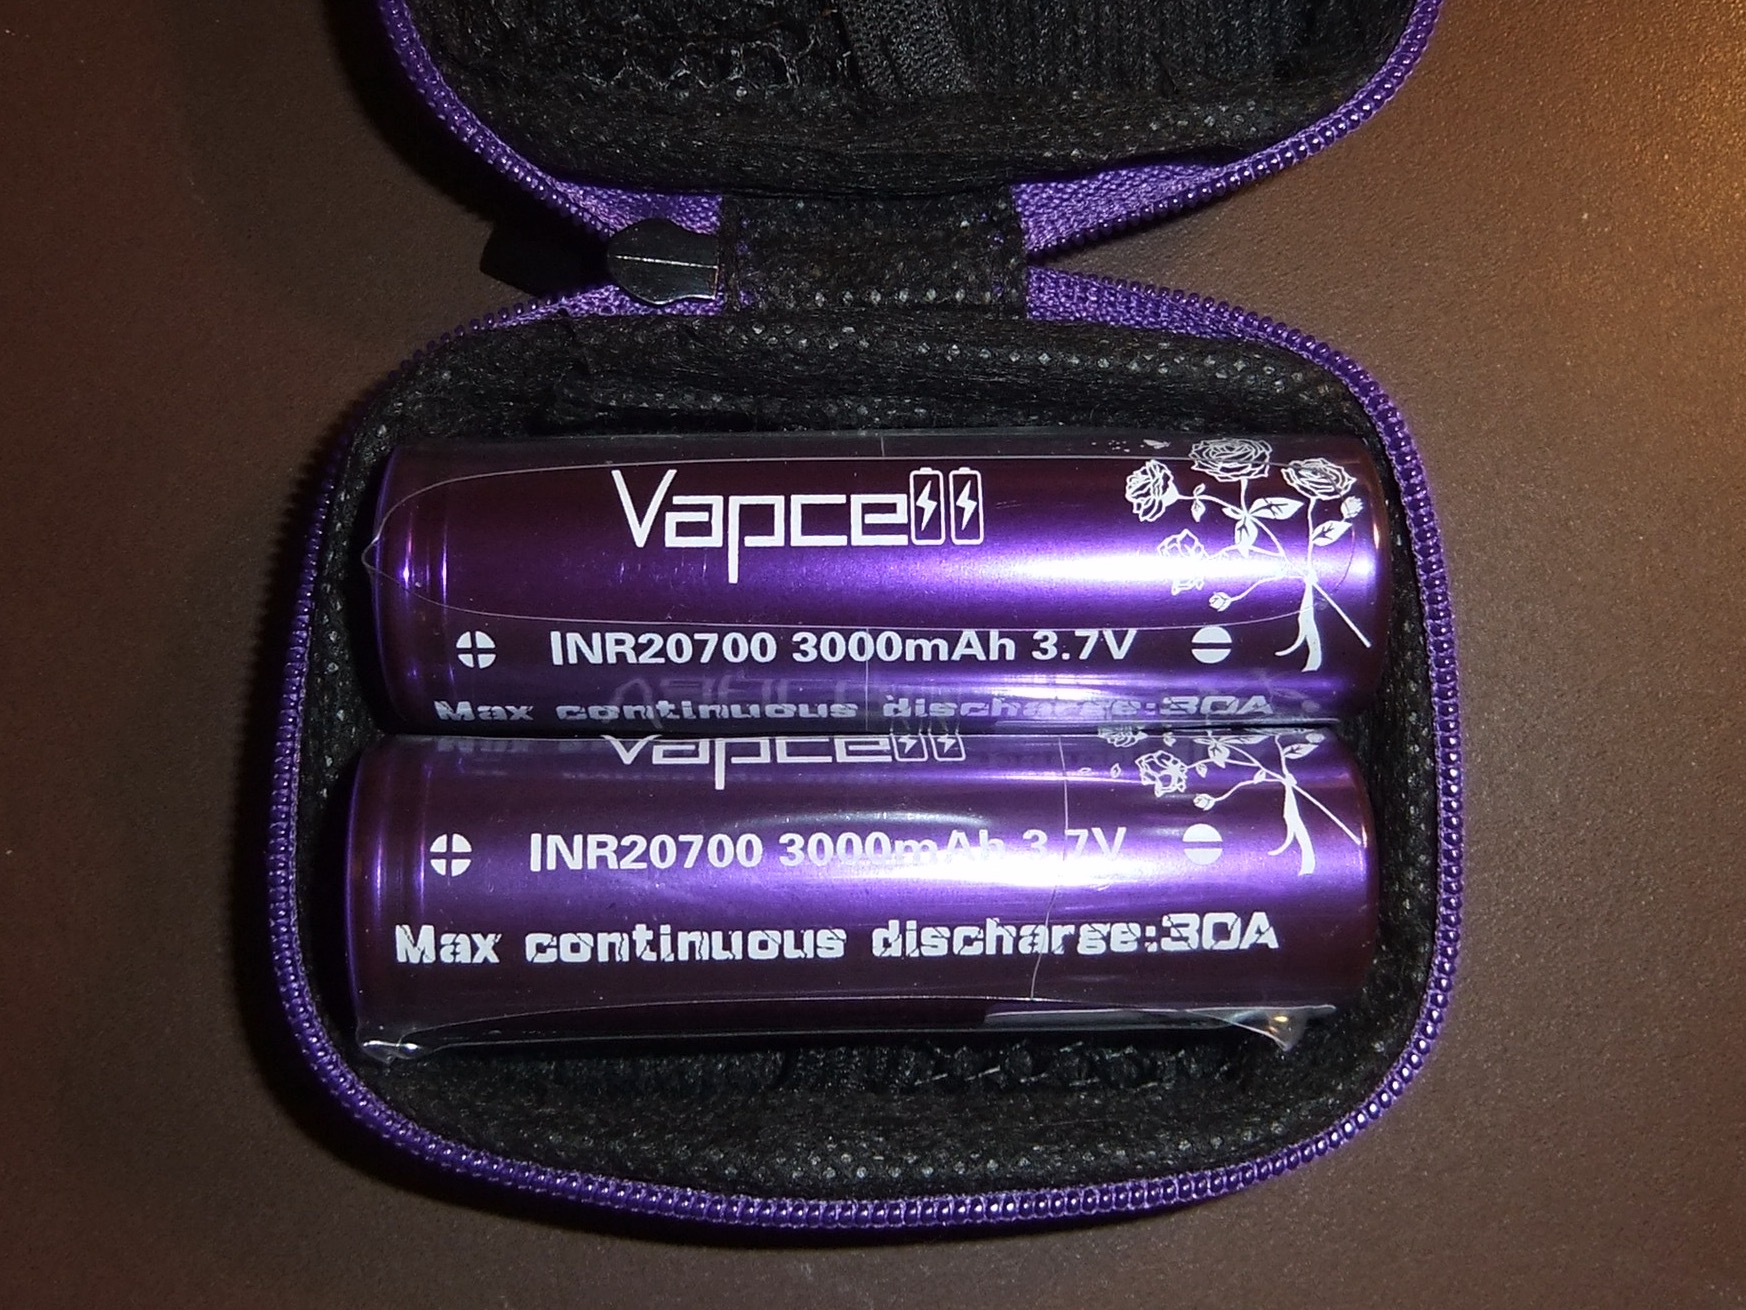 Vapcell
INR20700 3000mAh 3.7V
Max continuous discharge:30A
Vapcell
INR20700 3000mAh 3.7V
Max continuous discharge:30A